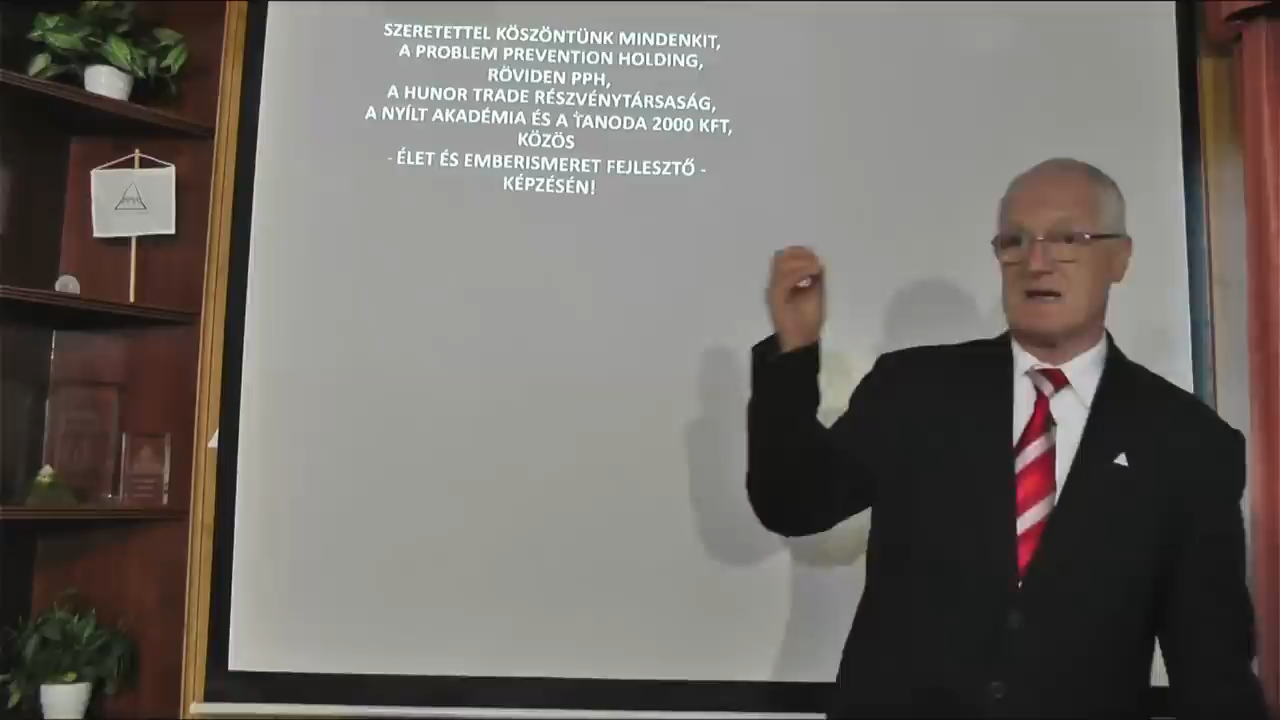 SZERETETTEL KÖSZÖNTÜNK MINDENKIT,
A PROBLEM PREVENTION HOLDING,
RÖVIDEN PPH,
A HUNOR TRADE RÉSZVÉNYTÁRSASÁG,
A NYÍLT AKADÉMIA ÉS A TANODA 2000 KFT,
KÖZÖS
- ÉLET ÉS EMBERISMERET FEJLESZTŐ -
KÉPZÉSÉN!